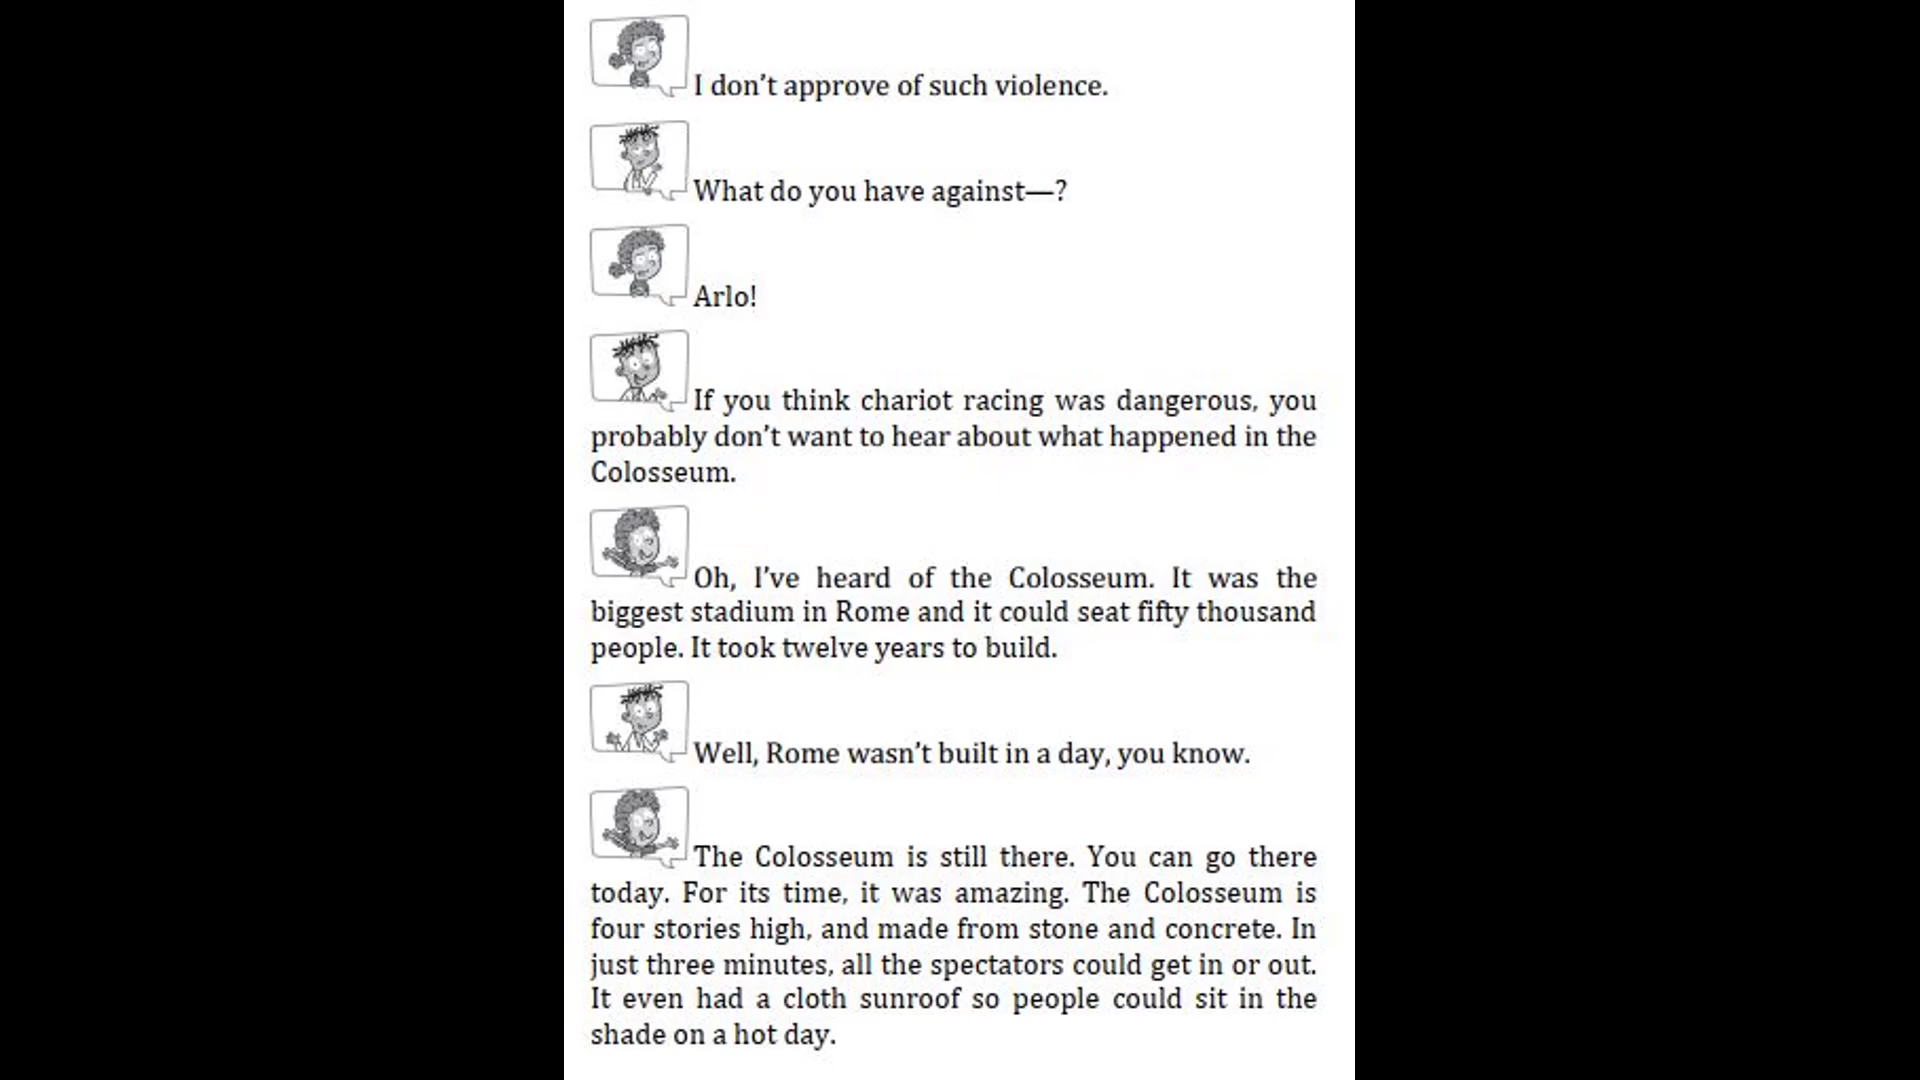 I don’t approve of such violence.
What do you have against—?
Arlo!
If you think chariot racing was dangerous, you
probably don’t want to hear about what happened in the
Colosseum.
Oh, I’ve heard of the Colosseum. It was the
biggest stadium in Rome and it could seat fifty thousand
people. It took twelve years to build.
Well, Rome wasn’t built in a day, you know.
The Colosseum is still there. You can go there
today. For its time, it was amazing. The Colosseum is
four stories high, and made from stone and concrete. In
just three minutes, all the spectators could get in or out.
It even had a cloth sunroof so people could sit in the
shade on a hot day.